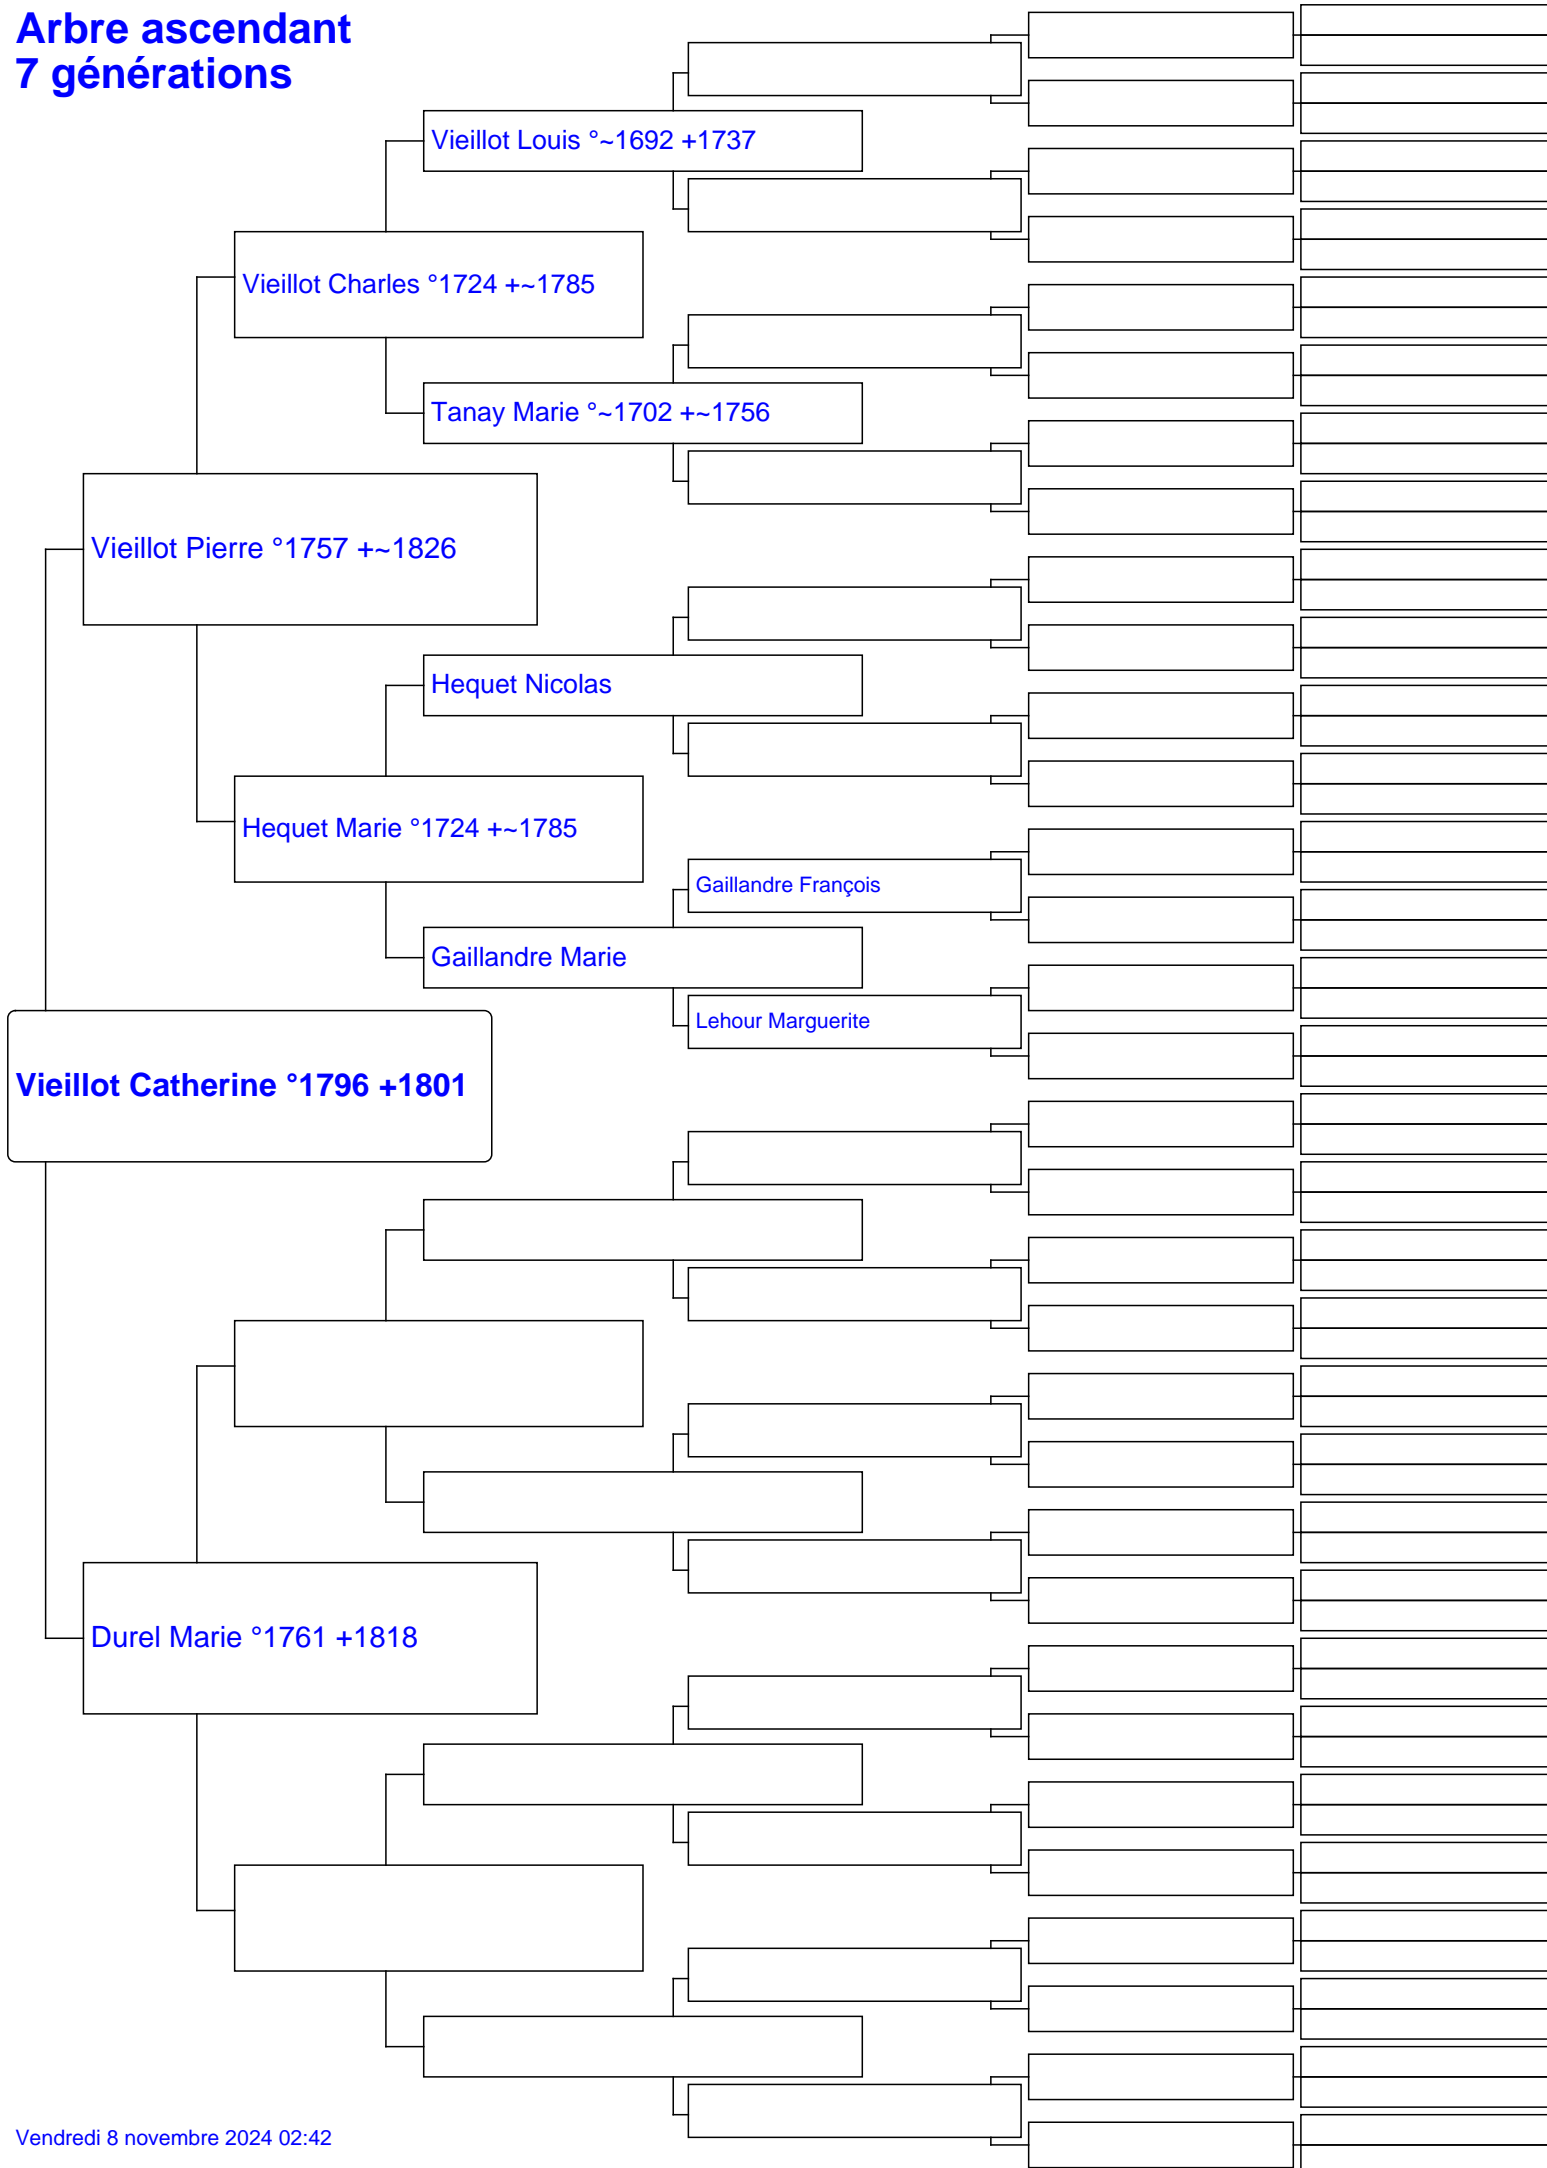 Arbre ascendant
7 générations
Vieillot Louis °~1692 +1737
Vieillot Charles °1724 +~1785
Tanay Marie °~1702 +~1756
Vieillot Pierre °1757 +~1826
Hequet Nicolas
Hequet Marie °1724 +~1785
Gaillandre François
Gaillandre Marie
Lehour Marguerite
Vieillot Catherine °1796 +1801
Durel Marie °1761 +1818
Vendredi 8 novembre 2024 02:42